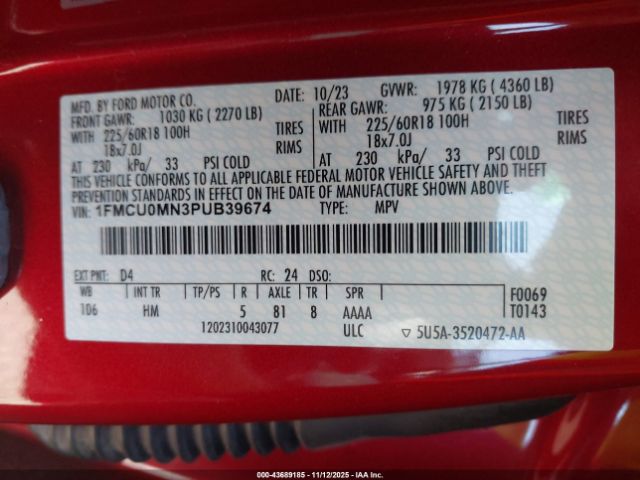 MFD. BY FORD MOTOR CO.
DATE: 10/23 GVWR: 1978 KG ( 4360 LB)
FRONT GAWR: 1030 KG ( 2270 LB)
REAR GAWR: 975 KG ( 2150 LB)
WITH 225/60R18 100H TIRES
WITH 225/60R18 100H TIRES
18x7.0J RIMS
18x7.0J RIMS
AT 230 kPa/ 33 PSI COLD
AT 230 kPa/ 33 PSI COLD
THIS VEHICLE CONFORMS TO ALL APPLICABLE FEDERAL MOTOR VEHICLE SAFETY AND THEFT
PREVENTION STANDARDS IN EFFECT ON THE DATE OF MANUFACTURE SHOWN ABOVE.
VIN: 1FMCU0MN3PUB39674 TYPE: MPV
EXT PNT: D4 RC: 24 DSO:
WB INT TR TP/PS R AXLE TR SPR
106 HM 5 81 8 AAAA
F0069
T0143
1202310043077 ULC ▽ 5U5A-3520472-AA
000-43689185 - 11/12/2025 - IAA, Inc.